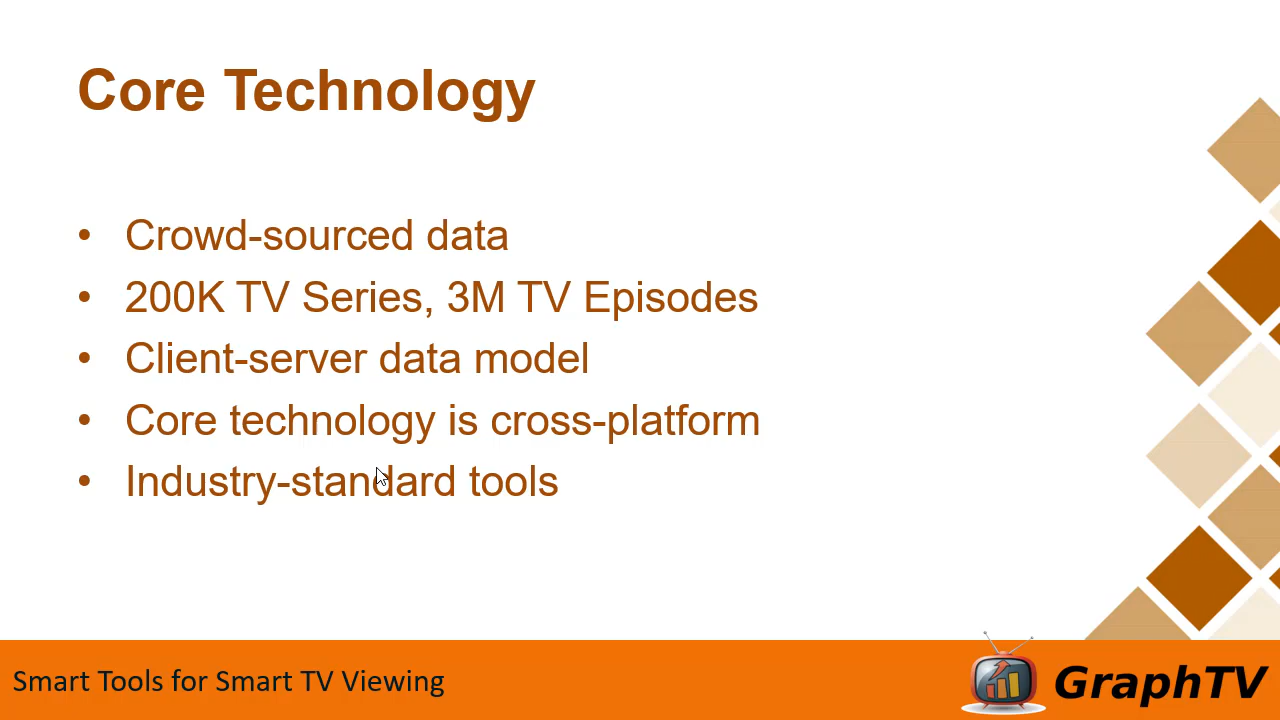 Core Technology
• Crowd-sourced data
• 200K TV Series, 3M TV Episodes
• Client-server data model
• Core technology is cross-platform
• Industry-standard tools
Smart Tools for Smart TV Viewing
GraphTV